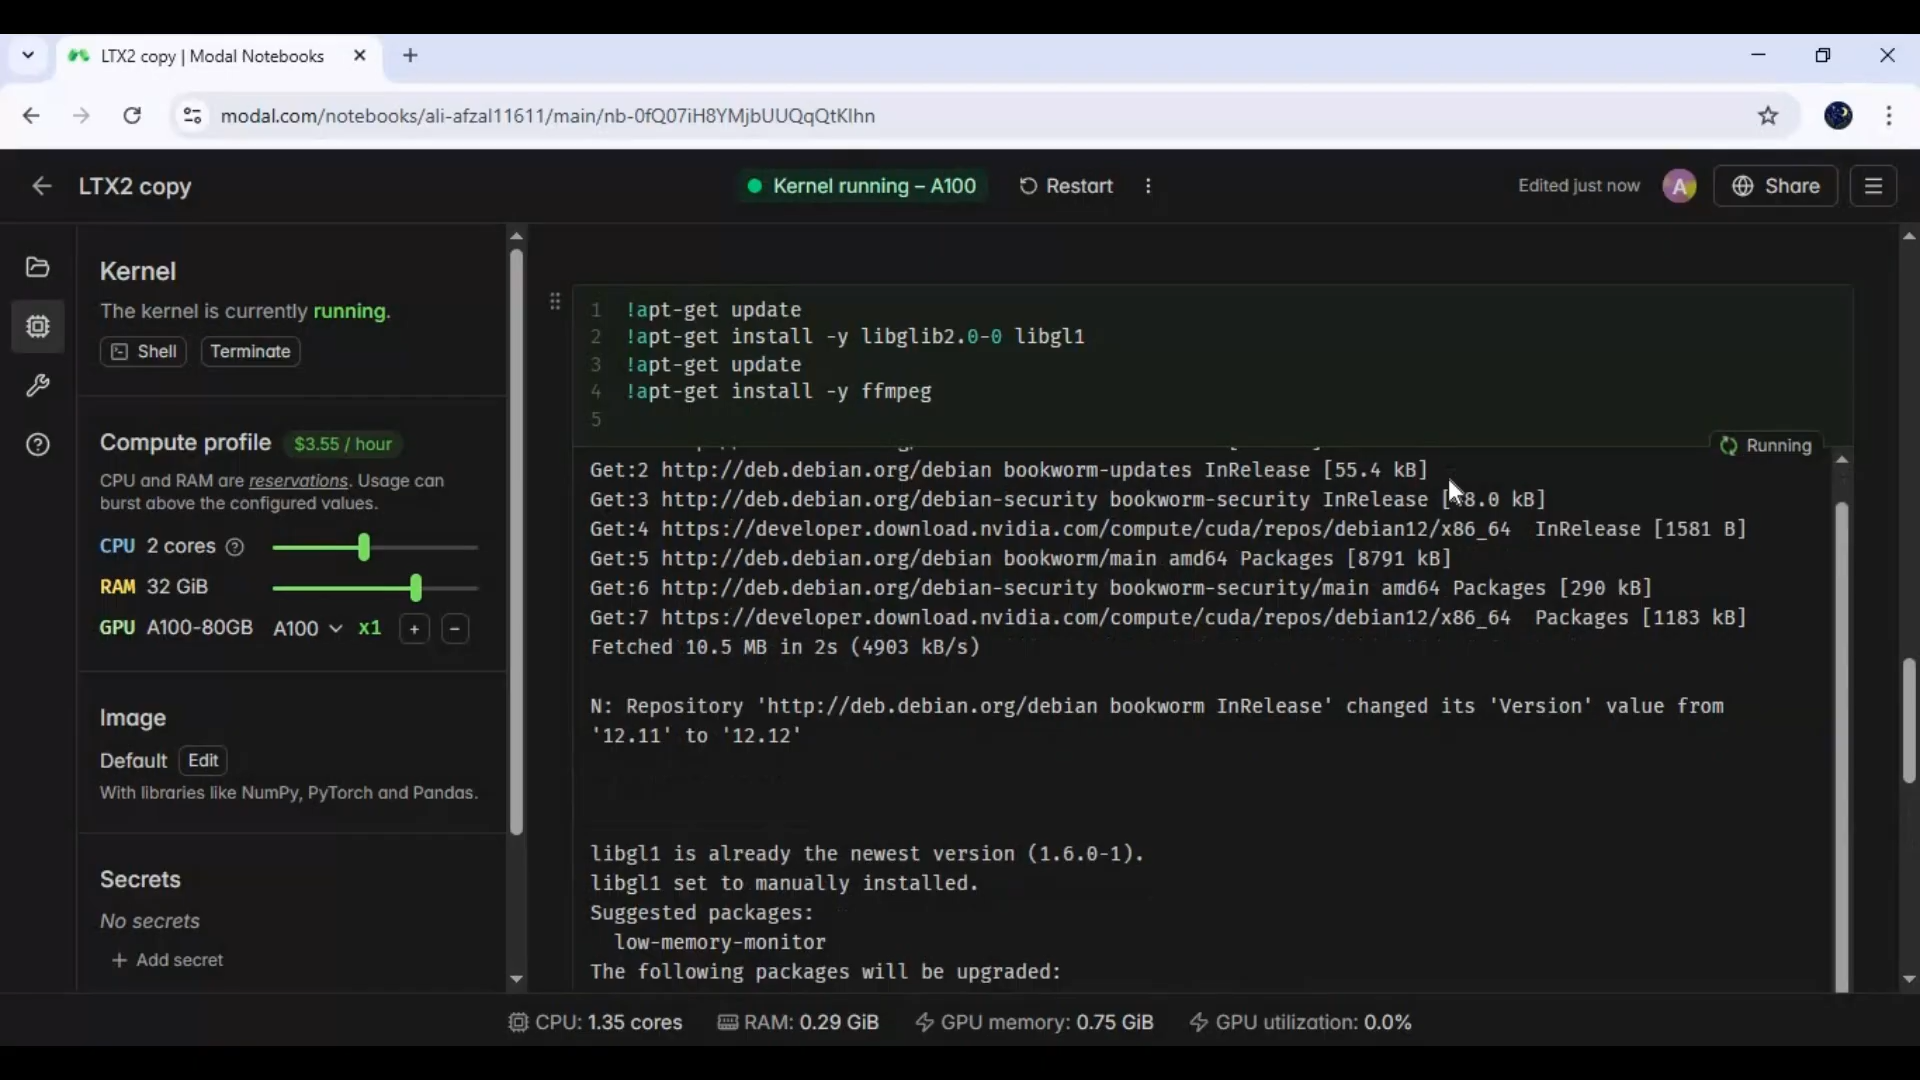 LTX2 copy | Modal Notebooks
modal.com/notebooks/ali-afzal11611/main/nb-0fQ07iH8YMjbUUQqQtKlhn
LTX2 copy
Kernel running – A100
Restart
Edited just now
A
Share
Kernel
The kernel is currently running.
Shell
Terminate
Compute profile
$3.55 / hour
CPU and RAM are reservations. Usage can
burst above the configured values.
CPU 2 cores
RAM 32 GiB
GPU A100-80GB A100 x1 + -
Image
Default Edit
With libraries like NumPy, PyTorch and Pandas.
Secrets
No secrets
+ Add secret
1 !apt-get update
2 !apt-get install -y libglib2.0-0 libgl1
3 !apt-get update
4 !apt-get install -y ffmpeg
5
Running
Get:2 http://deb.debian.org/debian bookworm-updates InRelease [55.4 kB]
Get:3 http://deb.debian.org/debian-security bookworm-security InRelease [8.0 kB]
Get:4 https://developer.download.nvidia.com/compute/cuda/repos/debian12/x86_64 InRelease [1581 B]
Get:5 http://deb.debian.org/debian bookworm/main amd64 Packages [8791 kB]
Get:6 http://deb.debian.org/debian-security bookworm-security/main amd64 Packages [290 kB]
Get:7 https://developer.download.nvidia.com/compute/cuda/repos/debian12/x86_64 Packages [1183 kB]
Fetched 10.5 MB in 2s (4903 kB/s)
N: Repository 'http://deb.debian.org/debian bookworm InRelease' changed its 'Version' value from
'12.11' to '12.12'
libgl1 is already the newest version (1.6.0-1).
libgl1 set to manually installed.
Suggested packages:
low-memory-monitor
The following packages will be upgraded:
CPU: 1.35 cores
RAM: 0.29 GiB
GPU memory: 0.75 GiB
GPU utilization: 0.0%